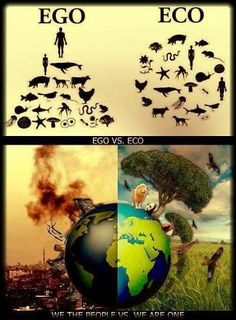 EGO ECO
EGO VS. ECO
WE THE PEOPLE VS. WE ARE ONE